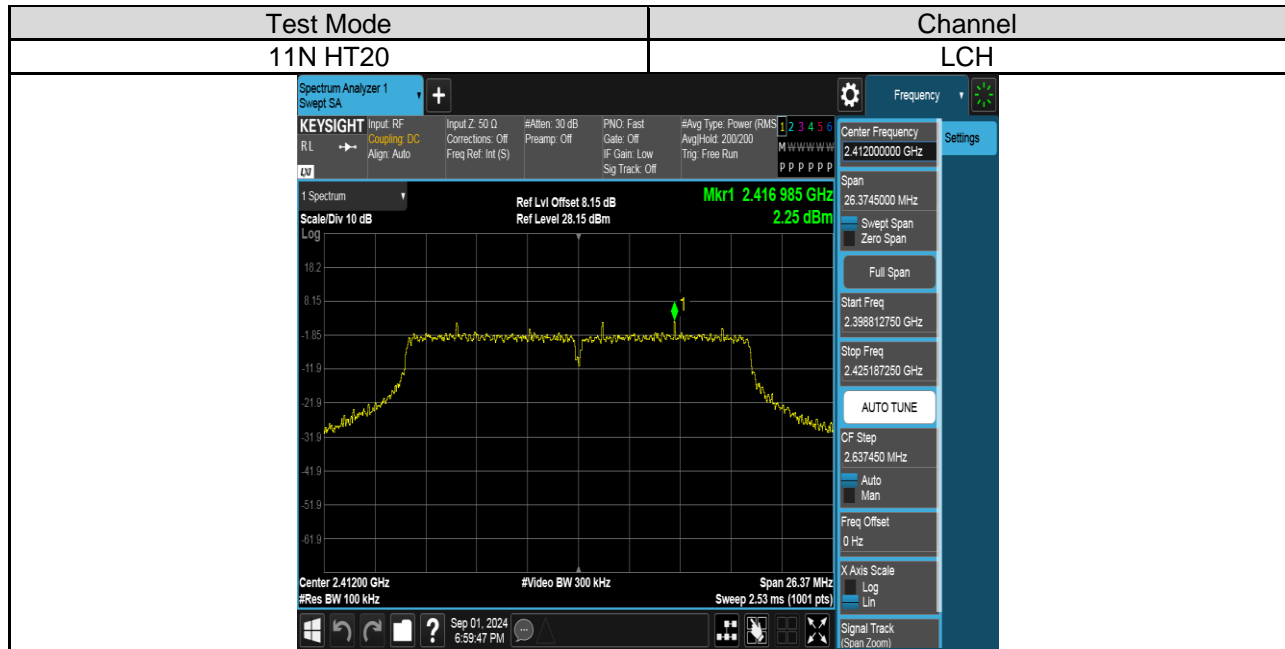 Test Mode Channel
11N HT20 LCH
Spectrum Analyzer 1
Swept SA
Frequency
KEYSIGHT Input: RF Input Z: 50 Ω #Atten: 30 dB PNO: Fast #Avg Type: Power (RMS 1 2 3 4 5 6
RL Coupling: DC Corrections: Off Preamp: Off Gate: Off Avg|Hold: 200/200 M W W W W W
Align: Auto Freq Ref: Int (S) IF Gain: Low Trig: Free Run
LXI Sig Track: Off P P P P P P
1 Spectrum Ref Lvl Offset 8.15 dB Mkr1 2.416 985 GHz
Scale/Div 10 dB Ref Level 28.15 dBm 2.25 dBm
Log
18.2
8.15
1
-1.85
-11.9
-21.9
-31.9
-41.9
-51.9
-61.9
Center 2.41200 GHz #Video BW 300 kHz Span 26.37 MHz
#Res BW 100 kHz Sweep 2.53 ms (1001 pts)
? Sep 01, 2024
6:59:47 PM
Center Frequency
2.412000000 GHz
Settings
Span
26.3745000 MHz
Swept Span
Zero Span
Full Span
Start Freq
2.398812750 GHz
Stop Freq
2.425187250 GHz
AUTO TUNE
CF Step
2.637450 MHz
Auto
Man
Freq Offset
0 Hz
X Axis Scale
Log
Lin
Signal Track
(Span Zoom)